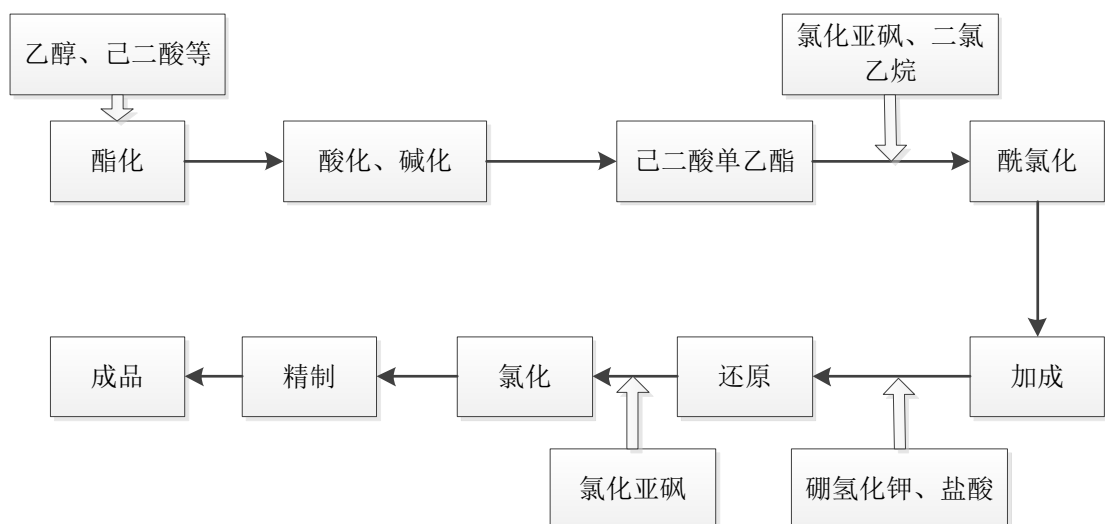 乙醇、己二酸等
氯化亚砜、二氯
乙烷
酯化
酸化、碱化
己二酸单乙酯
酰氯化
成品
精制
氯化
还原
加成
氯化亚砜
硼氢化钾、盐酸